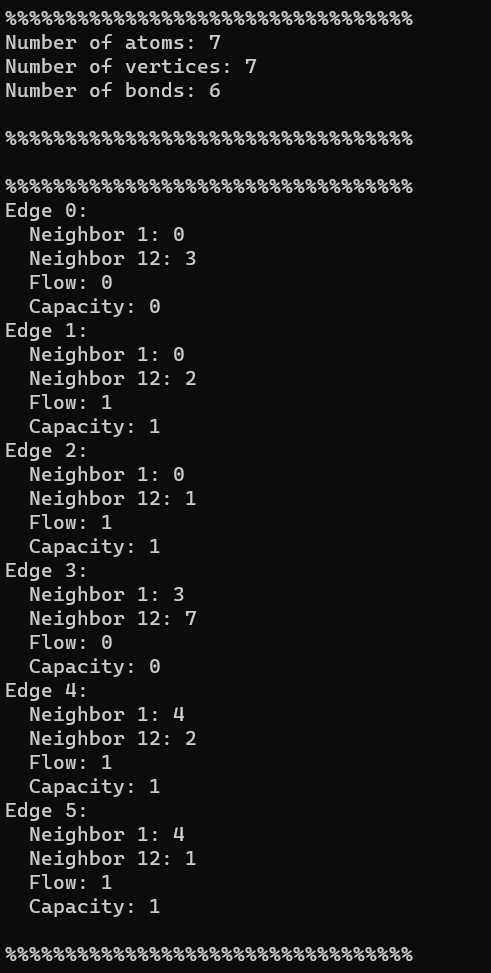 %%%%%%%%%%%%%%%%%%%%%%%%%%%%%%%%%%
Number of atoms: 7
Number of vertices: 7
Number of bonds: 6
%%%%%%%%%%%%%%%%%%%%%%%%%%%%%%%%%%
%%%%%%%%%%%%%%%%%%%%%%%%%%%%%%%%%%
Edge 0:
  Neighbor 1: 0
  Neighbor 12: 3
  Flow: 0
  Capacity: 0
Edge 1:
  Neighbor 1: 0
  Neighbor 12: 2
  Flow: 1
  Capacity: 1
Edge 2:
  Neighbor 1: 0
  Neighbor 12: 1
  Flow: 1
  Capacity: 1
Edge 3:
  Neighbor 1: 3
  Neighbor 12: 7
  Flow: 0
  Capacity: 0
Edge 4:
  Neighbor 1: 4
  Neighbor 12: 2
  Flow: 1
  Capacity: 1
Edge 5:
  Neighbor 1: 4
  Neighbor 12: 1
  Flow: 1
  Capacity: 1
%%%%%%%%%%%%%%%%%%%%%%%%%%%%%%%%%%